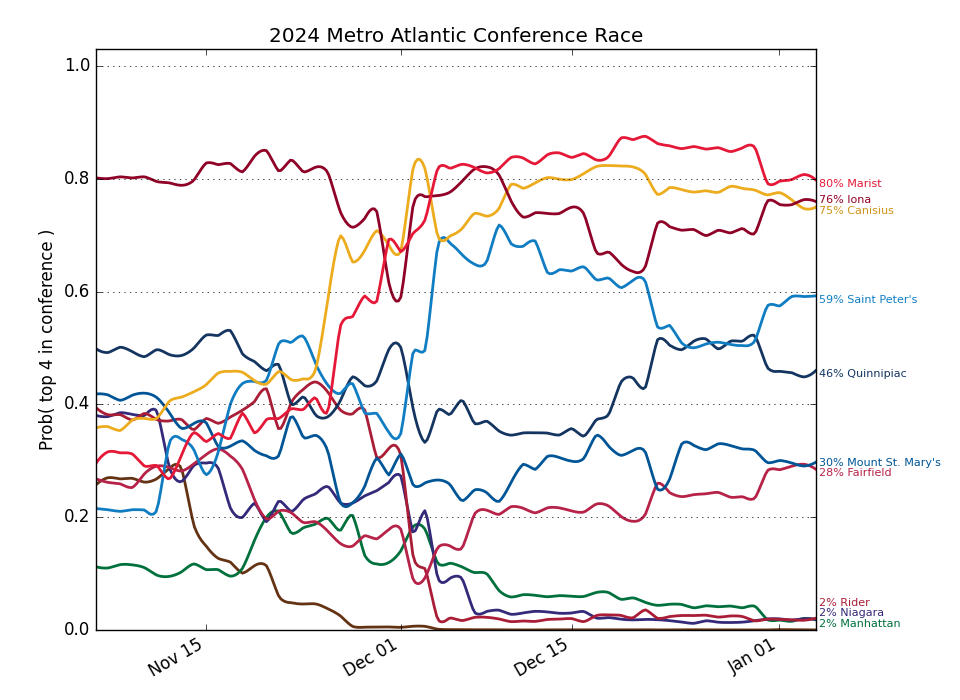 2024 Metro Atlantic Conference Race
Prob( top 4 in conference )
1.0
0.8
0.6
0.4
0.2
0.0
Nov 15
Dec 01
Dec 15
Jan 01
80% Marist
76% Iona
75% Canisius
59% Saint Peter's
46% Quinnipiac
30% Mount St. Mary's
28% Fairfield
2% Rider
2% Niagara
2% Manhattan